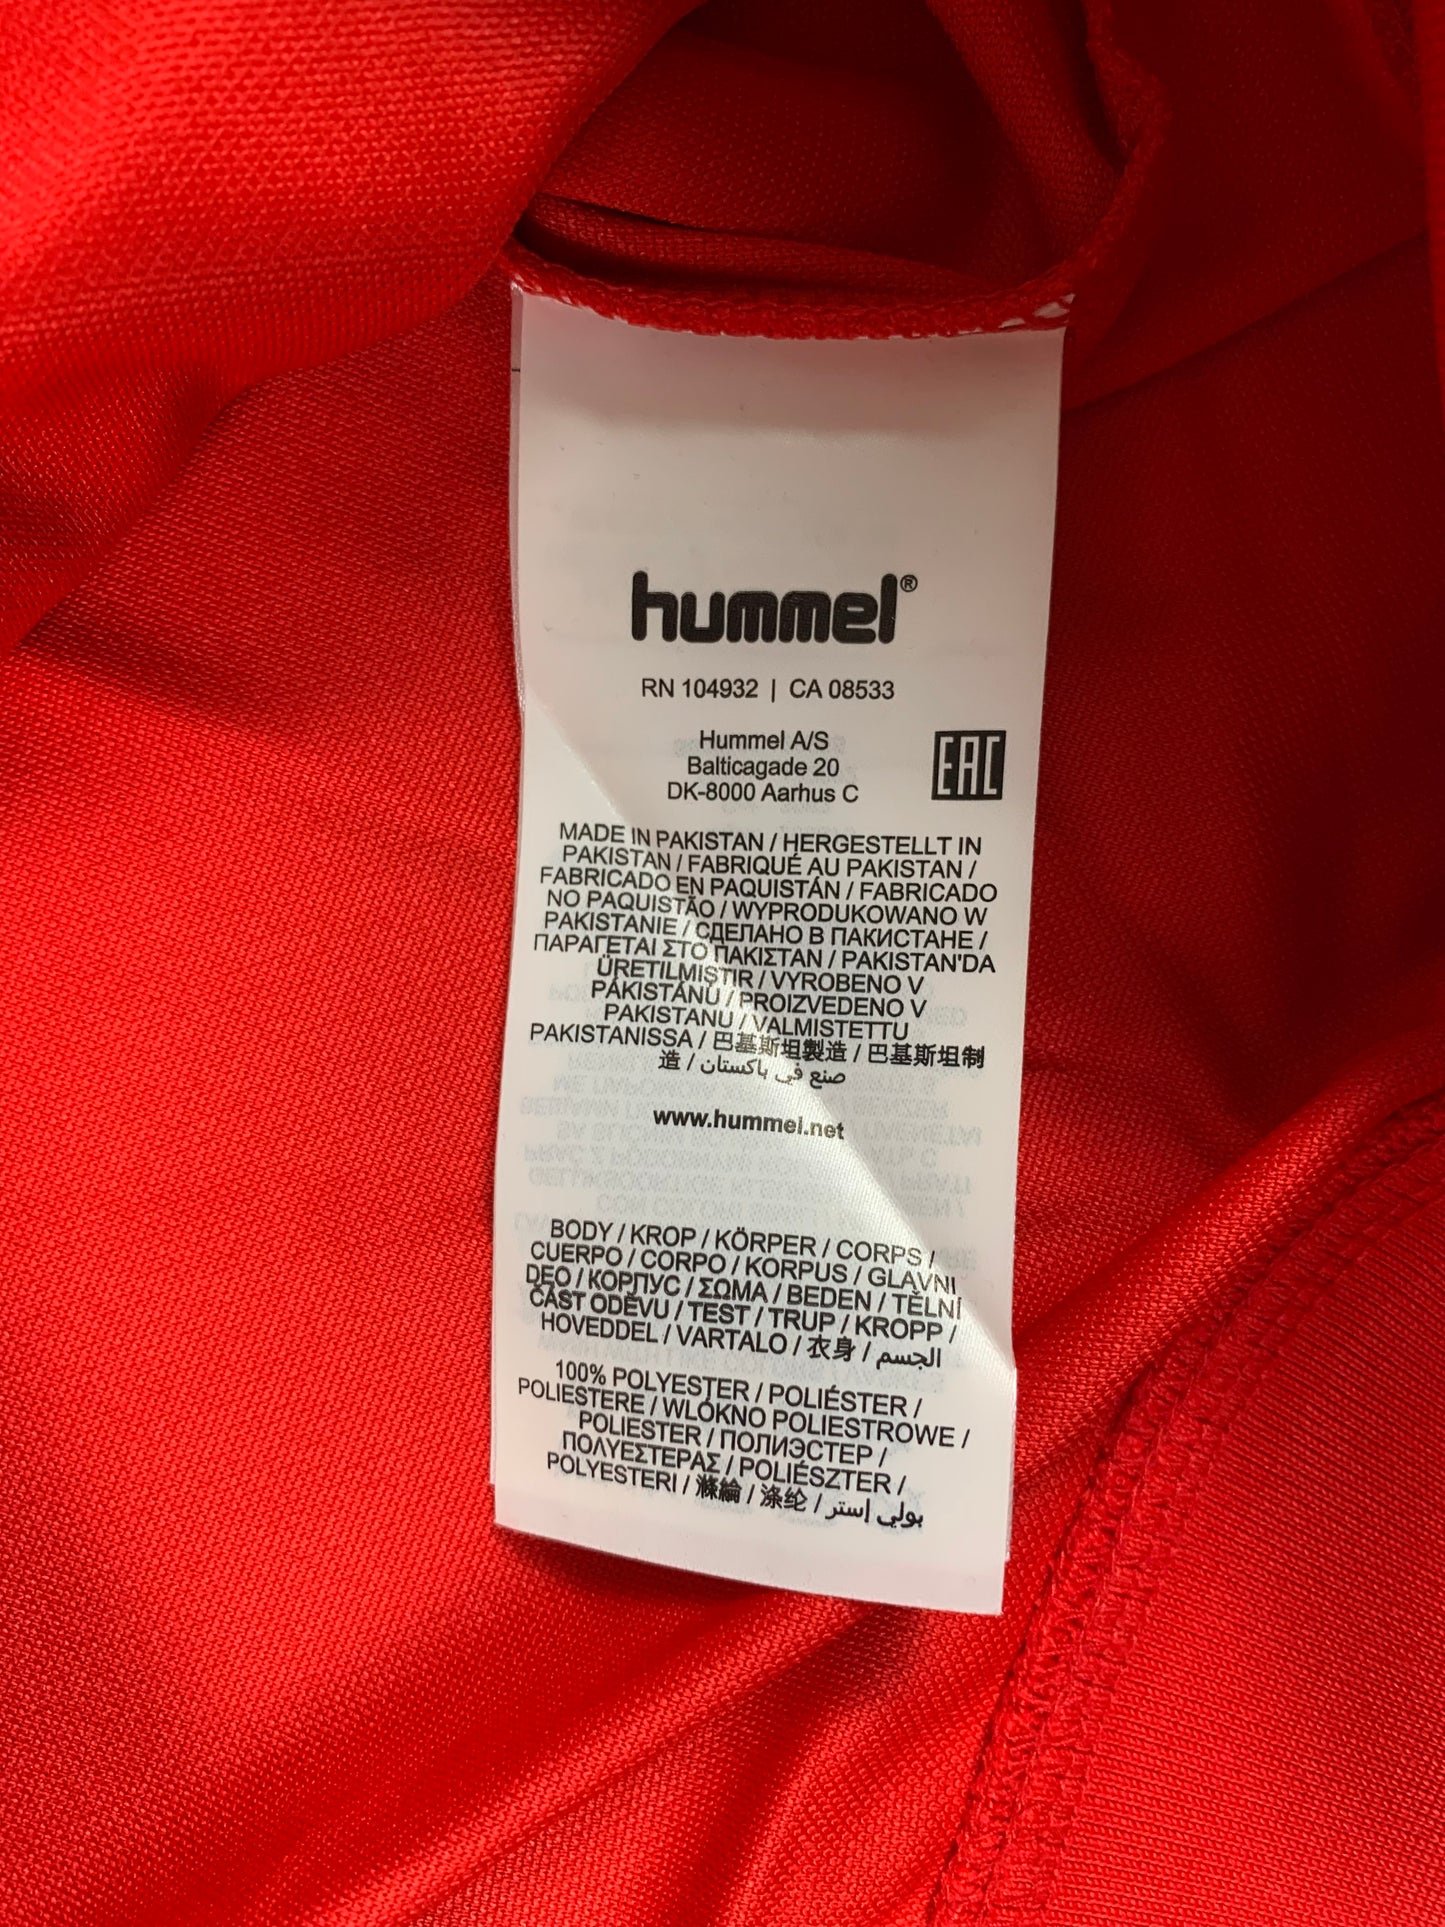 hummel®
RN 104932 | CA 08533
Hummel A/S
Balticagade 20
DK-8000 Aarhus C
EAC
MADE IN PAKISTAN / HERGESTELLT IN
PAKISTAN / FABRIQUÉ AU PAKISTAN /
FABRICADO EN PAQUISTÁN / FABRICADO
NO PAQUISTÃO / WYPRODUKOWANO W
PAKISTANIE / СДЕЛАНО В ПАКИСТАНЕ /
ΠΑΡΑΓΕΤΑΙ ΣΤΟ ΠΑΚΙΣΤΑΝ / PAKISTAN'DA
ÜRETILMIŞTIR / VYROBENO V
PÁKISTÁNU / PROIZVEDENO V
PAKISTANU / VALMISTETTU
PAKISTANISSA / 巴基斯坦製造 / 巴基斯坦制
造 / صنع في باكستان
www.hummel.net
BODY / KROP / KÖRPER / CORPS /
CUERPO / CORPO / KORPUS / GLAVNI
DEO / КОРПУС / ΣΩΜΑ / BEDEN / TĚLNÍ
ČÁST ODĚVU / TEST / TRUP / KROPP /
HOVEDDEL / VARTALO / 衣身 / الجسم
100% POLYESTER / POLIÉSTER /
POLIESTERE / WLÓKNO POLIESTROWE /
POLIESTER / ПОЛИЭСТЕР /
ΠΟΛΥΕΣΤΕΡΑΣ / POLIÉSZTER /
POLYESTERI / 滌綸 / 涤纶 / بولي إستر